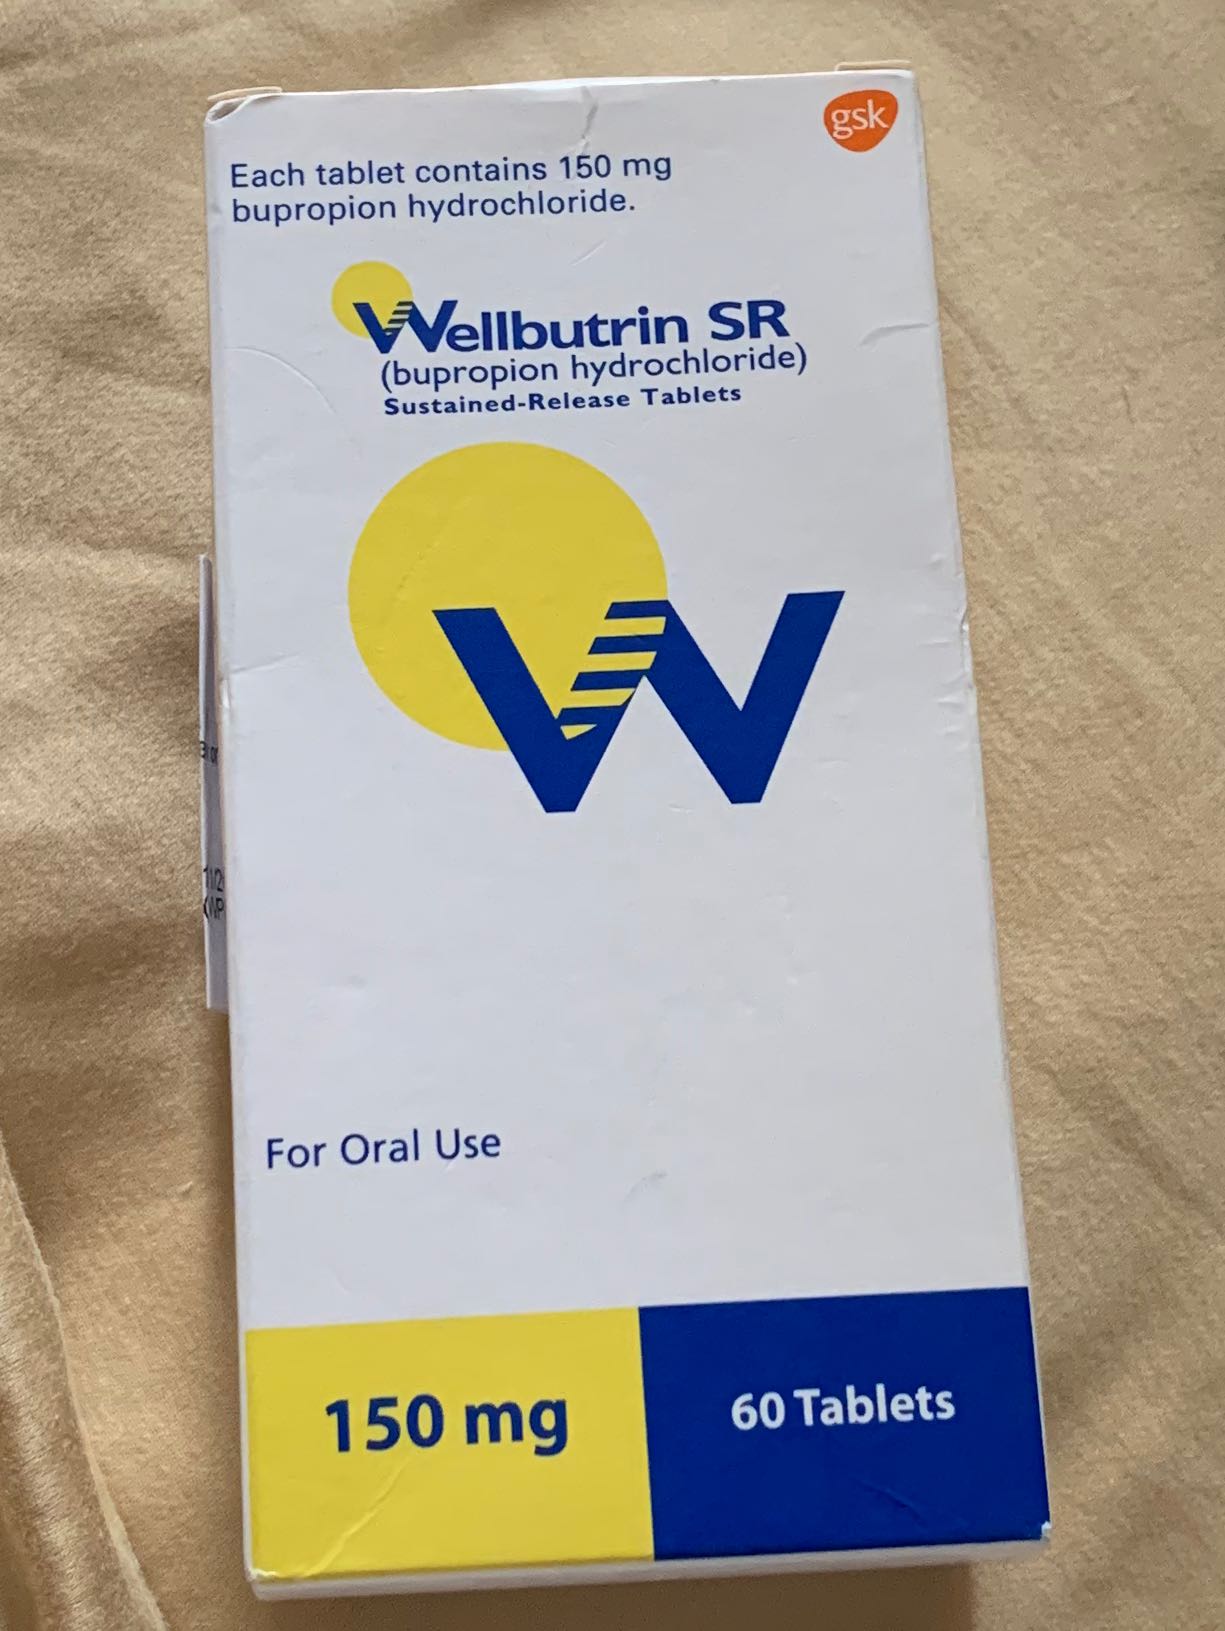 gsk
Each tablet contains 150 mg
bupropion hydrochloride.
Wellbutrin SR
(bupropion hydrochloride)
Sustained-Release Tablets
W
For Oral Use
150 mg
60 Tablets